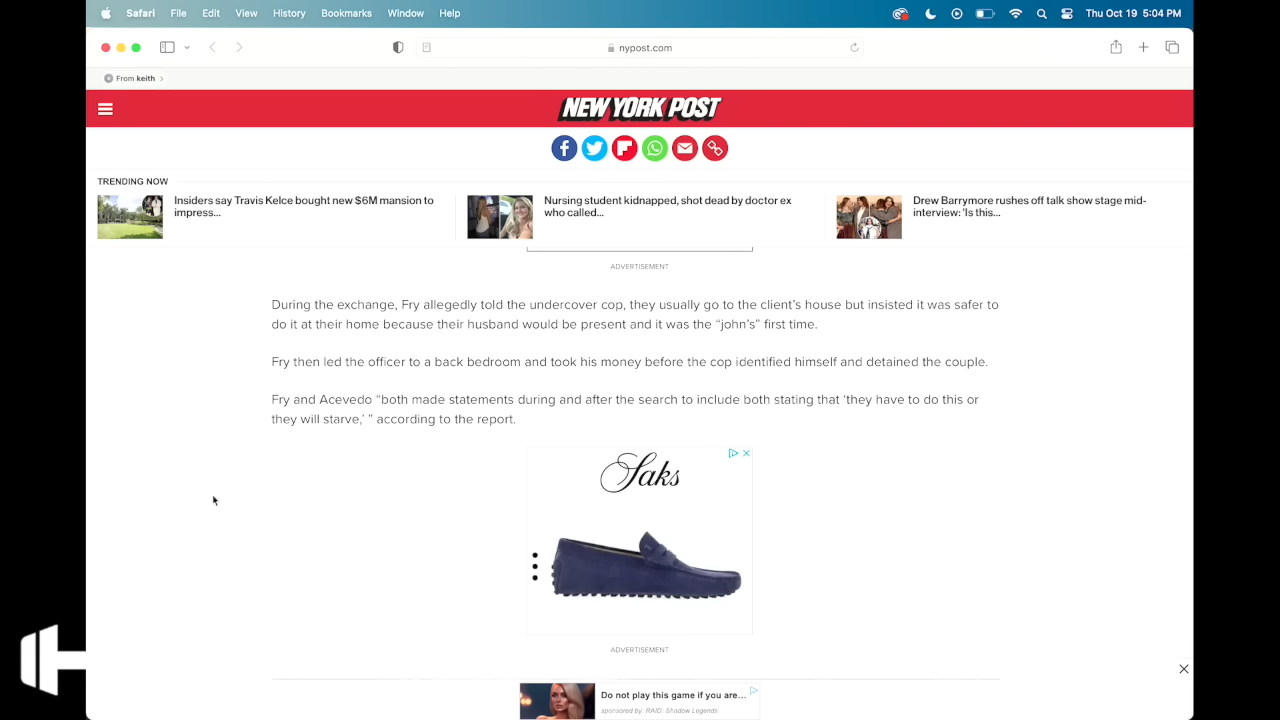 Safari File Edit View History Bookmarks Window Help Thu Oct 19 5:04 PM
nypost.com
From keith
NEW YORK POST
TRENDING NOW
Insiders say Travis Kelce bought new $6M mansion to
impress...
Nursing student kidnapped, shot dead by doctor ex
who called...
Drew Barrymore rushes off talk show stage mid-
interview: 'Is this...
ADVERTISEMENT
During the exchange, Fry allegedly told the undercover cop, they usually go to the client’s house but insisted it was safer to
do it at their home because their husband would be present and it was the “john’s” first time.
Fry then led the officer to a back bedroom and took his money before the cop identified himself and detained the couple.
Fry and Acevedo “both made statements during and after the search to include both stating that ‘they have to do this or
they will starve,’ ” according to the report.
Saks
ADVERTISEMENT
Do not play this game if you are...
sponsored by: RAID: Shadow Legends